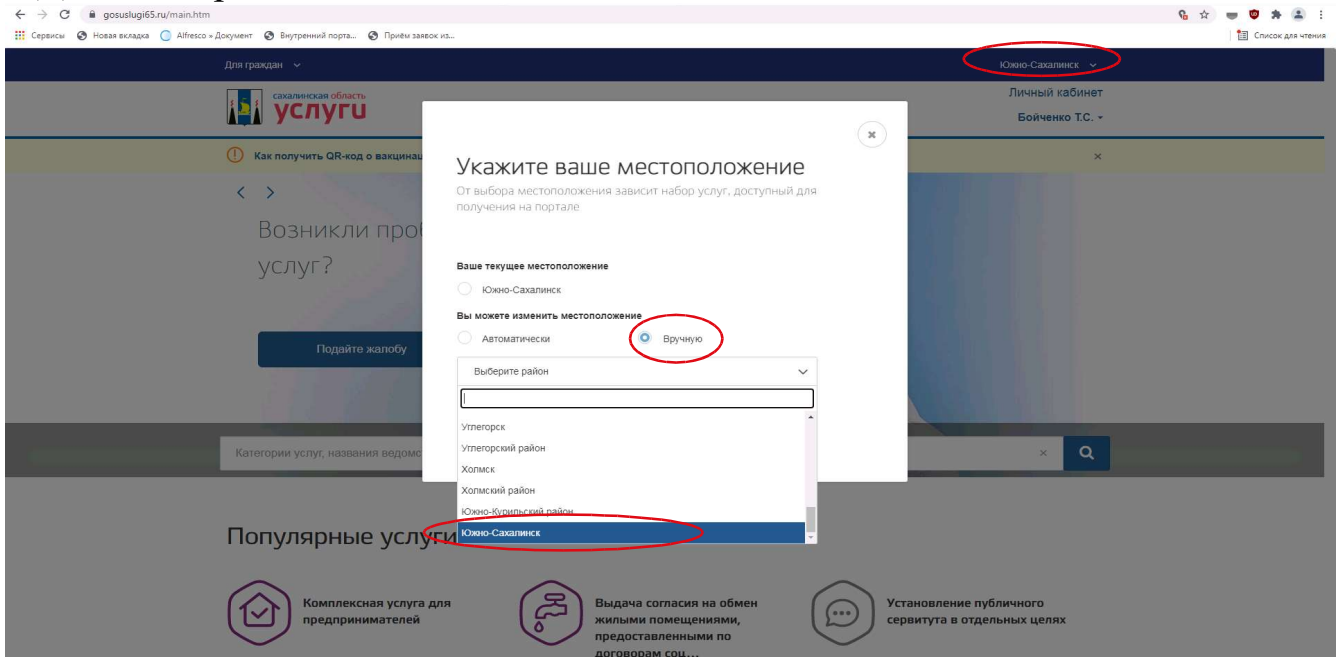 gosuslugi65.ru/main.htm
Сервисы Новая вкладка Alfresco » Документ Внутренний порта... Приём заявок из... Список для чтения
Для граждан Южно-Сахалинск
сахалинская область
услуги
Личный кабинет
Бойченко Т.С.
Как получить QR-код о вакцинац
Возникли проб
услуг?
Подайте жалобу
Укажите ваше местоположение
От выбора местоположения зависит набор услуг, доступный для
получения на портале
Ваше текущее местоположение
Южно-Сахалинск
Вы можете изменить местоположение
Автоматически Вручную
Выберите район
Углегорск
Углегорский район
Холмск
Холмский район
Южно-Курильский район
Южно-Сахалинск
Категории услуг, названия ведомс
Популярные услуги
Комплексная услуга для
предпринимателей
Выдача согласия на обмен
жилыми помещениями,
предоставленными по
договорам соц...
Установление публичного
сервитута в отдельных целях